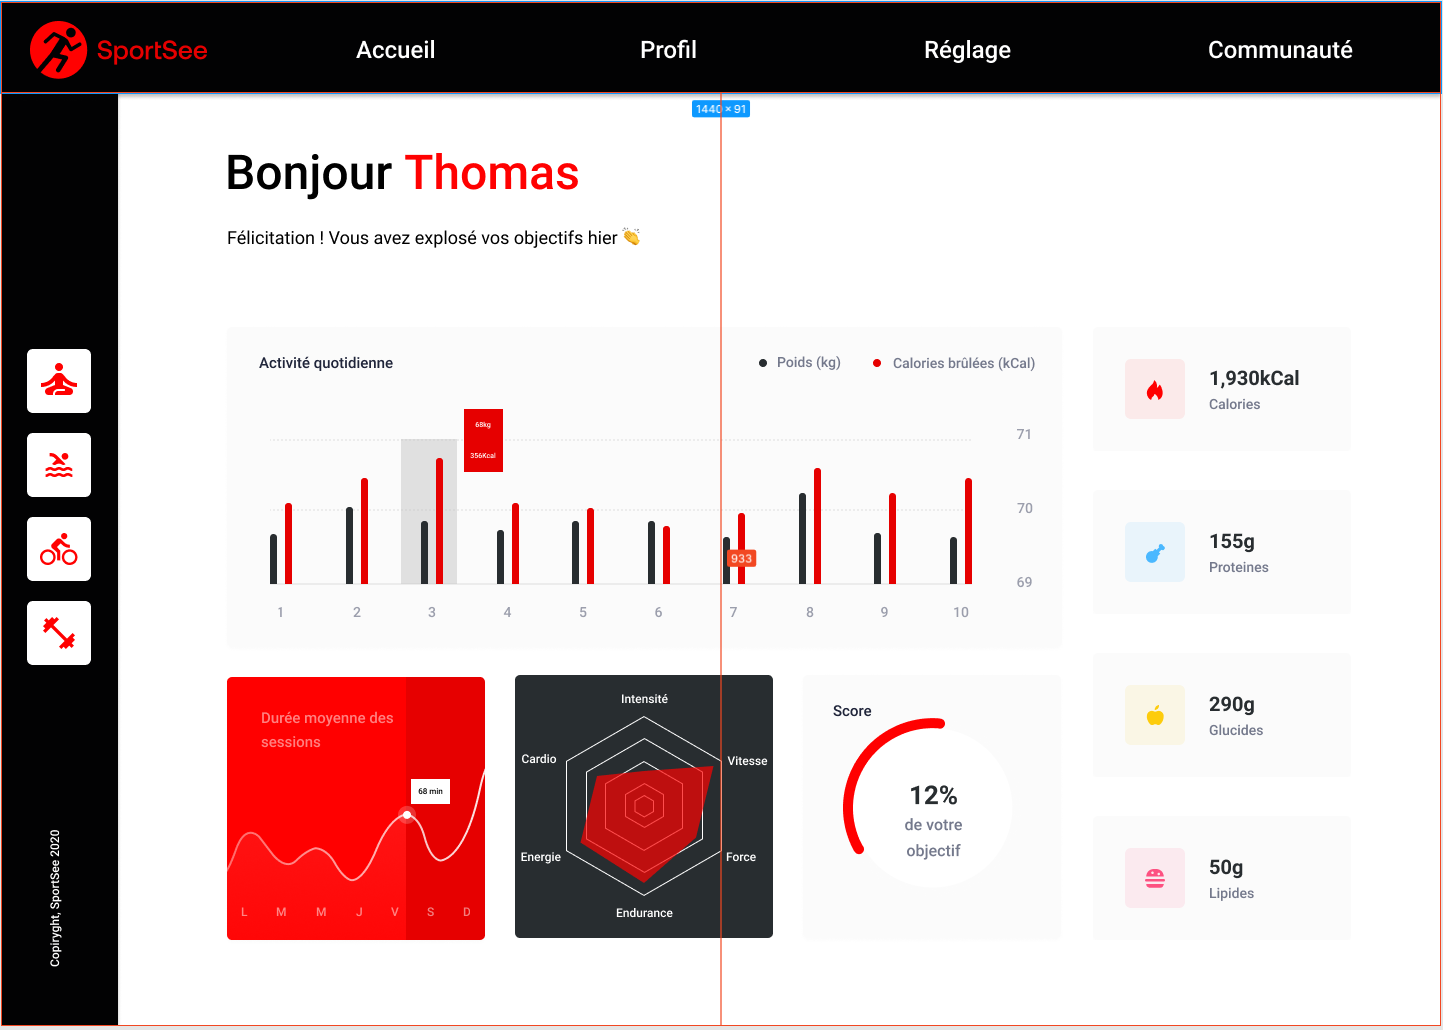 SportSee
Accueil
Profil
Réglage
Communauté
1440 × 91
Bonjour Thomas
Félicitation ! Vous avez explosé vos objectifs hier 👏
Activité quotidienne
Poids (kg)
Calories brûlées (kCal)
68kg
356Kcal
71
70
69
933
1 2 3 4 5 6 7 8 9 10
1,930kCal
Calories
155g
Proteines
290g
Glucides
50g
Lipides
Durée moyenne des
sessions
68 min
L M M J V S D
Intensité
Vitesse
Force
Endurance
Energie
Cardio
Score
12%
de votre
objectif
Copiryght, SportSee 2020